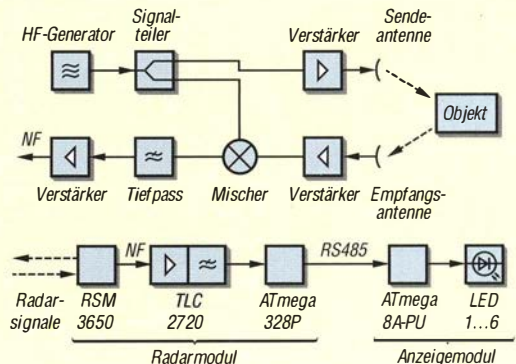 HF-Generator
Signal-
teiler
Verstärker
Sende-
antenne
Objekt
NF
Verstärker
Tiefpass
Mischer
Verstärker
Empfangs-
antenne
Radar-
signale
RSM
3650
NF
TLC
2720
ATmega
328P
RS485
ATmega
8A-PU
LED
1...6
Radarmodul
Anzeigemodul